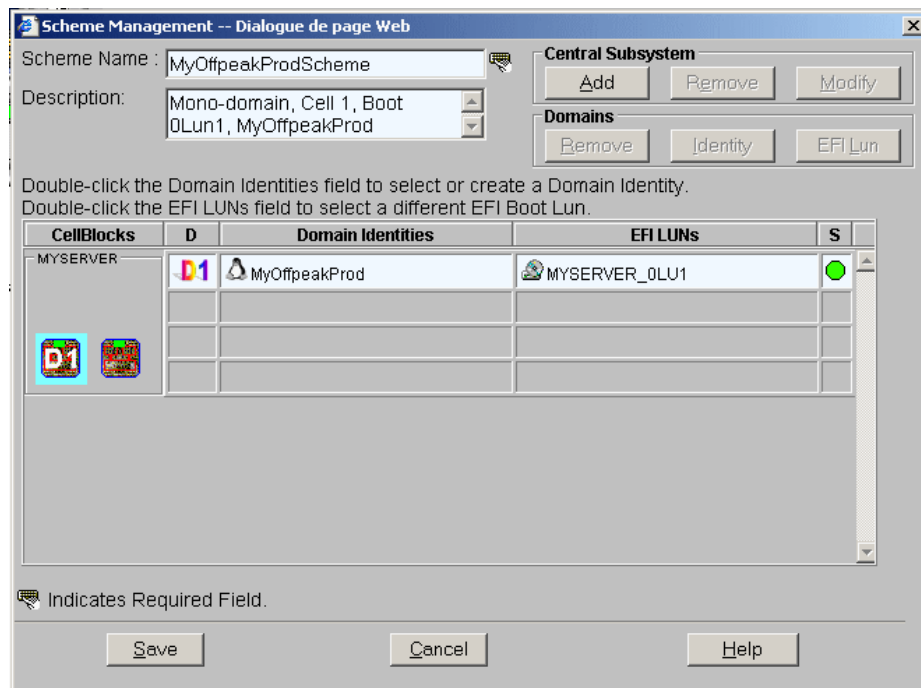 Scheme Management -- Dialogue de page Web
Scheme Name : MyOffpeakProdScheme
Description: Mono-domain, Cell 1, Boot
0Lun1, MyOffpeakProd
Central Subsystem
Add Remove Modify
Domains
Remove Identity EFI Lun
Double-click the Domain Identities field to select or create a Domain Identity.
Double-click the EFI LUNs field to select a different EFI Boot Lun.
CellBlocks D Domain Identities EFI LUNs S
MYSERVER
D1 MyOffpeakProd MYSERVER_0LU1
D1
Indicates Required Field.
Save Cancel Help